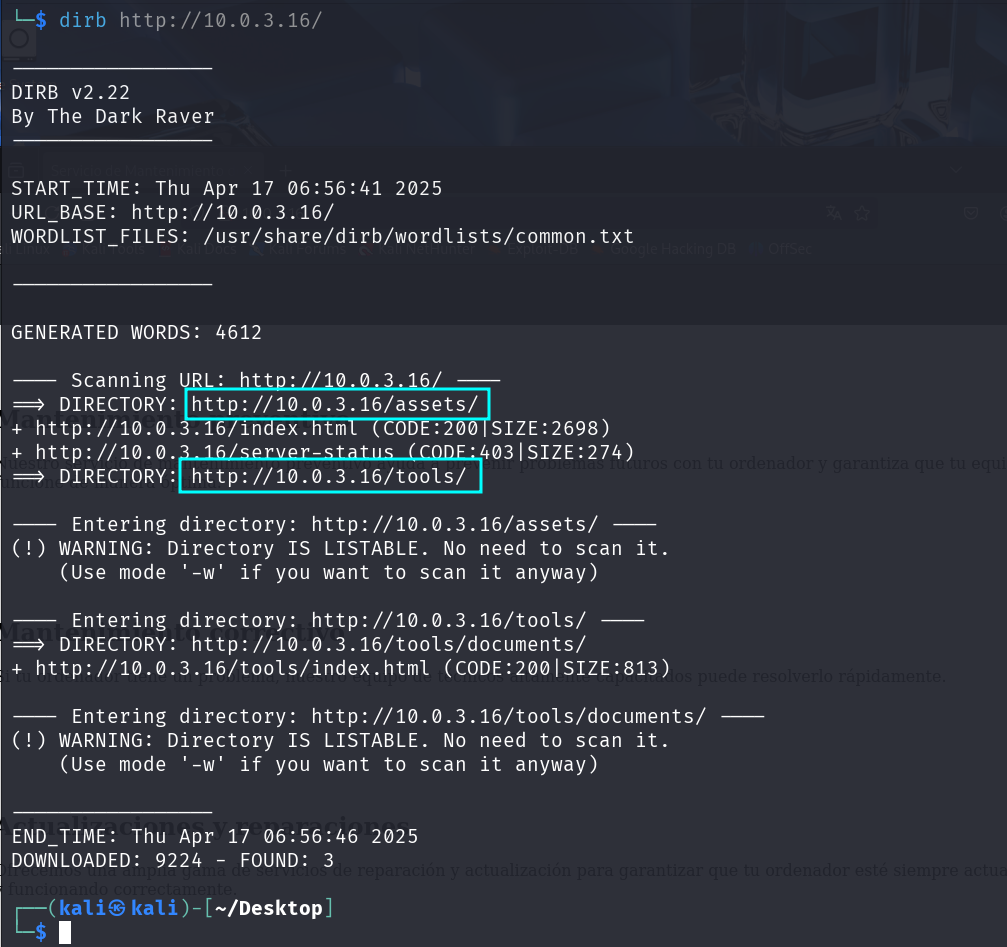 └─$ dirb http://10.0.3.16/
-----------------
DIRB v2.22
By The Dark Raver
-----------------
START_TIME: Thu Apr 17 06:56:41 2025
URL_BASE: http://10.0.3.16/
WORDLIST_FILES: /usr/share/dirb/wordlists/common.txt
-----------------
GENERATED WORDS: 4612
---- Scanning URL: http://10.0.3.16/ ----
==> DIRECTORY: http://10.0.3.16/assets/
+ http://10.0.3.16/index.html (CODE:200|SIZE:2698)
+ http://10.0.3.16/server-status (CODE:403|SIZE:274)
==> DIRECTORY: http://10.0.3.16/tools/
---- Entering directory: http://10.0.3.16/assets/ ----
(!) WARNING: Directory IS LISTABLE. No need to scan it.
(Use mode '-w' if you want to scan it anyway)
---- Entering directory: http://10.0.3.16/tools/ ----
==> DIRECTORY: http://10.0.3.16/tools/documents/
+ http://10.0.3.16/tools/index.html (CODE:200|SIZE:813)
---- Entering directory: http://10.0.3.16/tools/documents/ ----
(!) WARNING: Directory IS LISTABLE. No need to scan it.
(Use mode '-w' if you want to scan it anyway)
-----------------
END_TIME: Thu Apr 17 06:56:46 2025
DOWNLOADED: 9224 - FOUND: 3
┌──(kali㉿kali)-[~/Desktop]
└─$